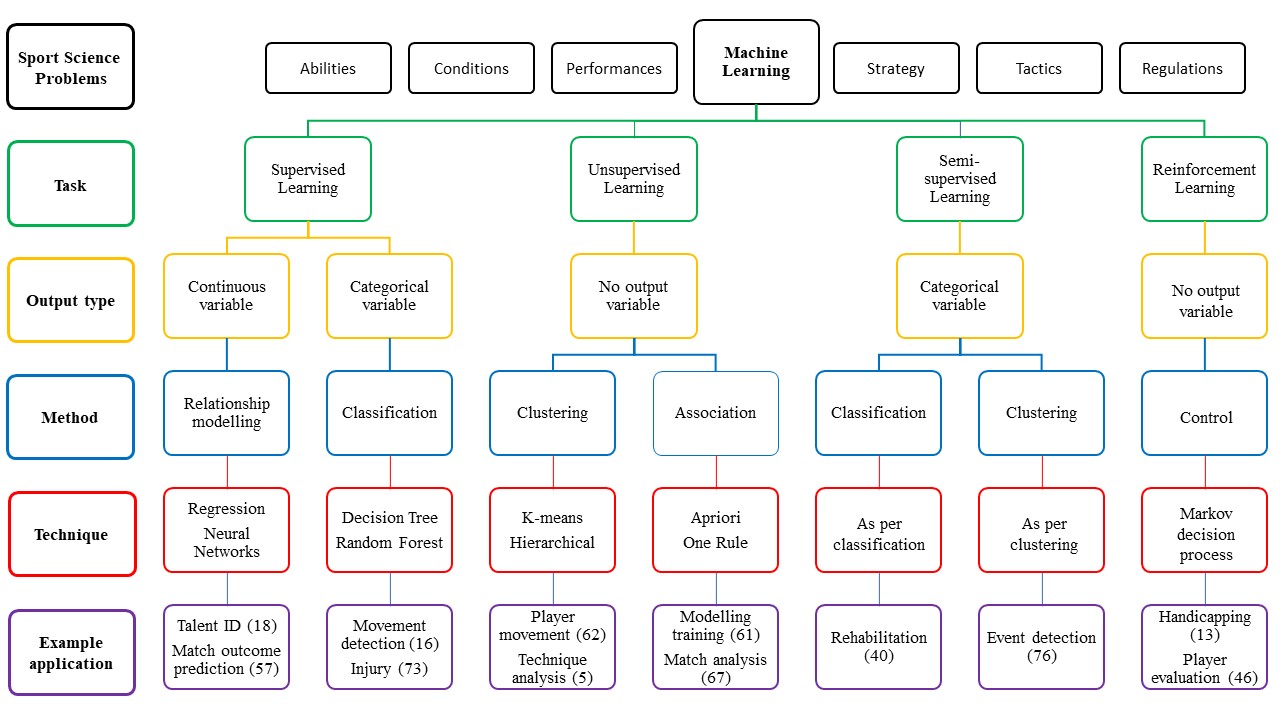 Sport Science
Problems
Abilities
Conditions
Performances
Machine
Learning
Strategy
Tactics
Regulations
Task
Supervised
Learning
Unsupervised
Learning
Semi-
supervised
Learning
Reinforcement
Learning
Output type
Continuous
variable
Categorical
variable
No output
variable
Categorical
variable
No output
variable
Method
Relationship
modelling
Classification
Clustering
Association
Classification
Clustering
Control
Technique
Regression
Neural
Networks
Decision Tree
Random Forest
K-means
Hierarchical
Apriori
One Rule
As per
classification
As per
clustering
Markov
decision
process
Example
application
Talent ID (18)
Match outcome
prediction (57)
Movement
detection (16)
Injury (73)
Player
movement (62)
Technique
analysis (5)
Modelling
training (61)
Match analysis
(67)
Rehabilitation
(40)
Event detection
(76)
Handicapping
(13)
Player
evaluation (46)